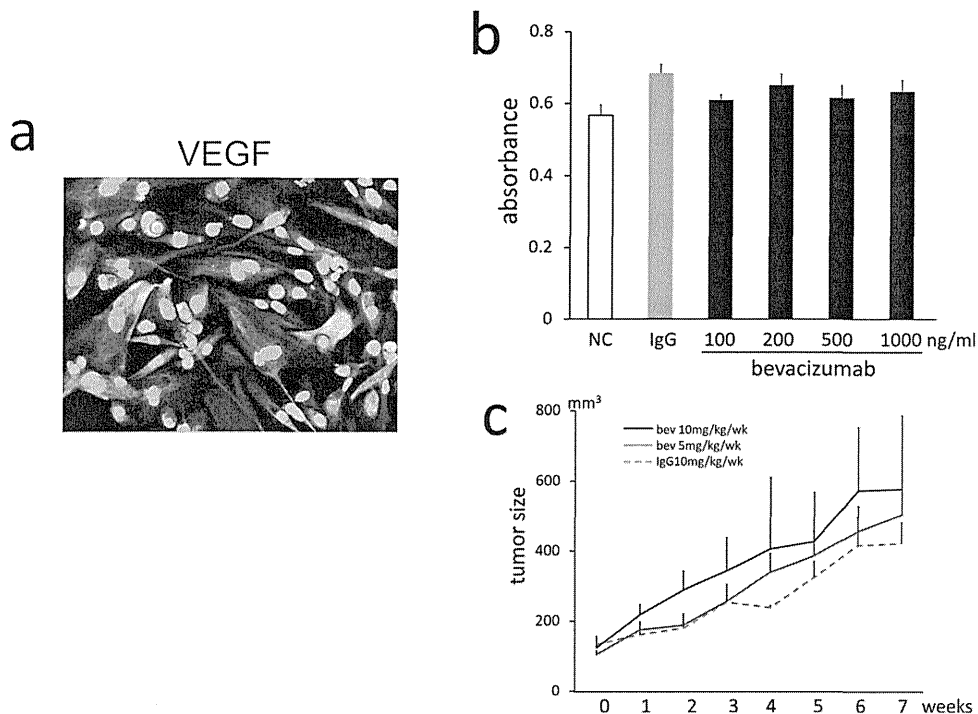 a
VEGF
b
absorbance
0.8
0.6
0.4
0.2
0
NC IgG 100 200 500 1000 ng/ml
bevacizumab
c
mm³
tumor size
800
600
400
200
0
bev 10mg/kg/wk
bev 5mg/kg/wk
IgG10mg/kg/wk
0 1 2 3 4 5 6 7 weeks